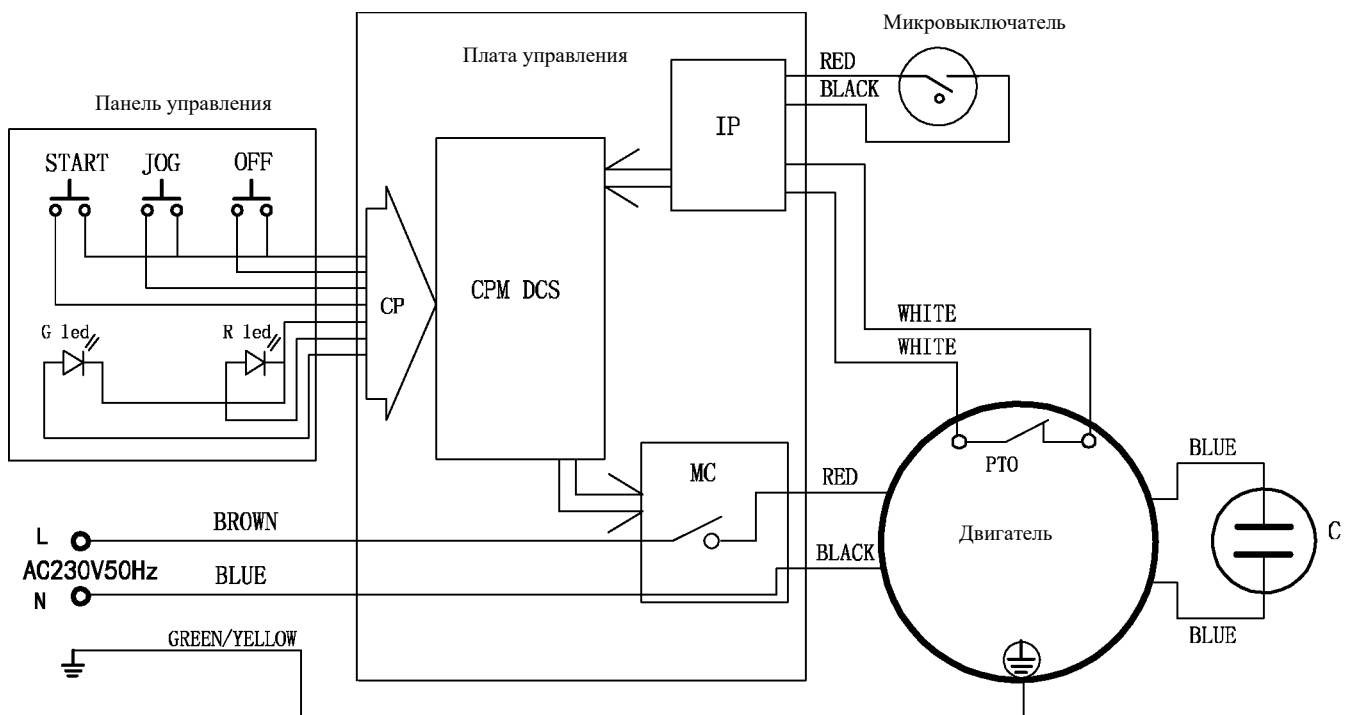 Микровыключатель
Плата управления
RED
BLACK
Панель управления
IP
START JOG OFF
CPM DCS
CP
WHITE
G led R led
WHITE
PTO
BLUE
MC
RED
BROWN
L
Двигатель
C
AC230V50Hz
BLACK
BLUE
N
BLUE
GREEN/YELLOW